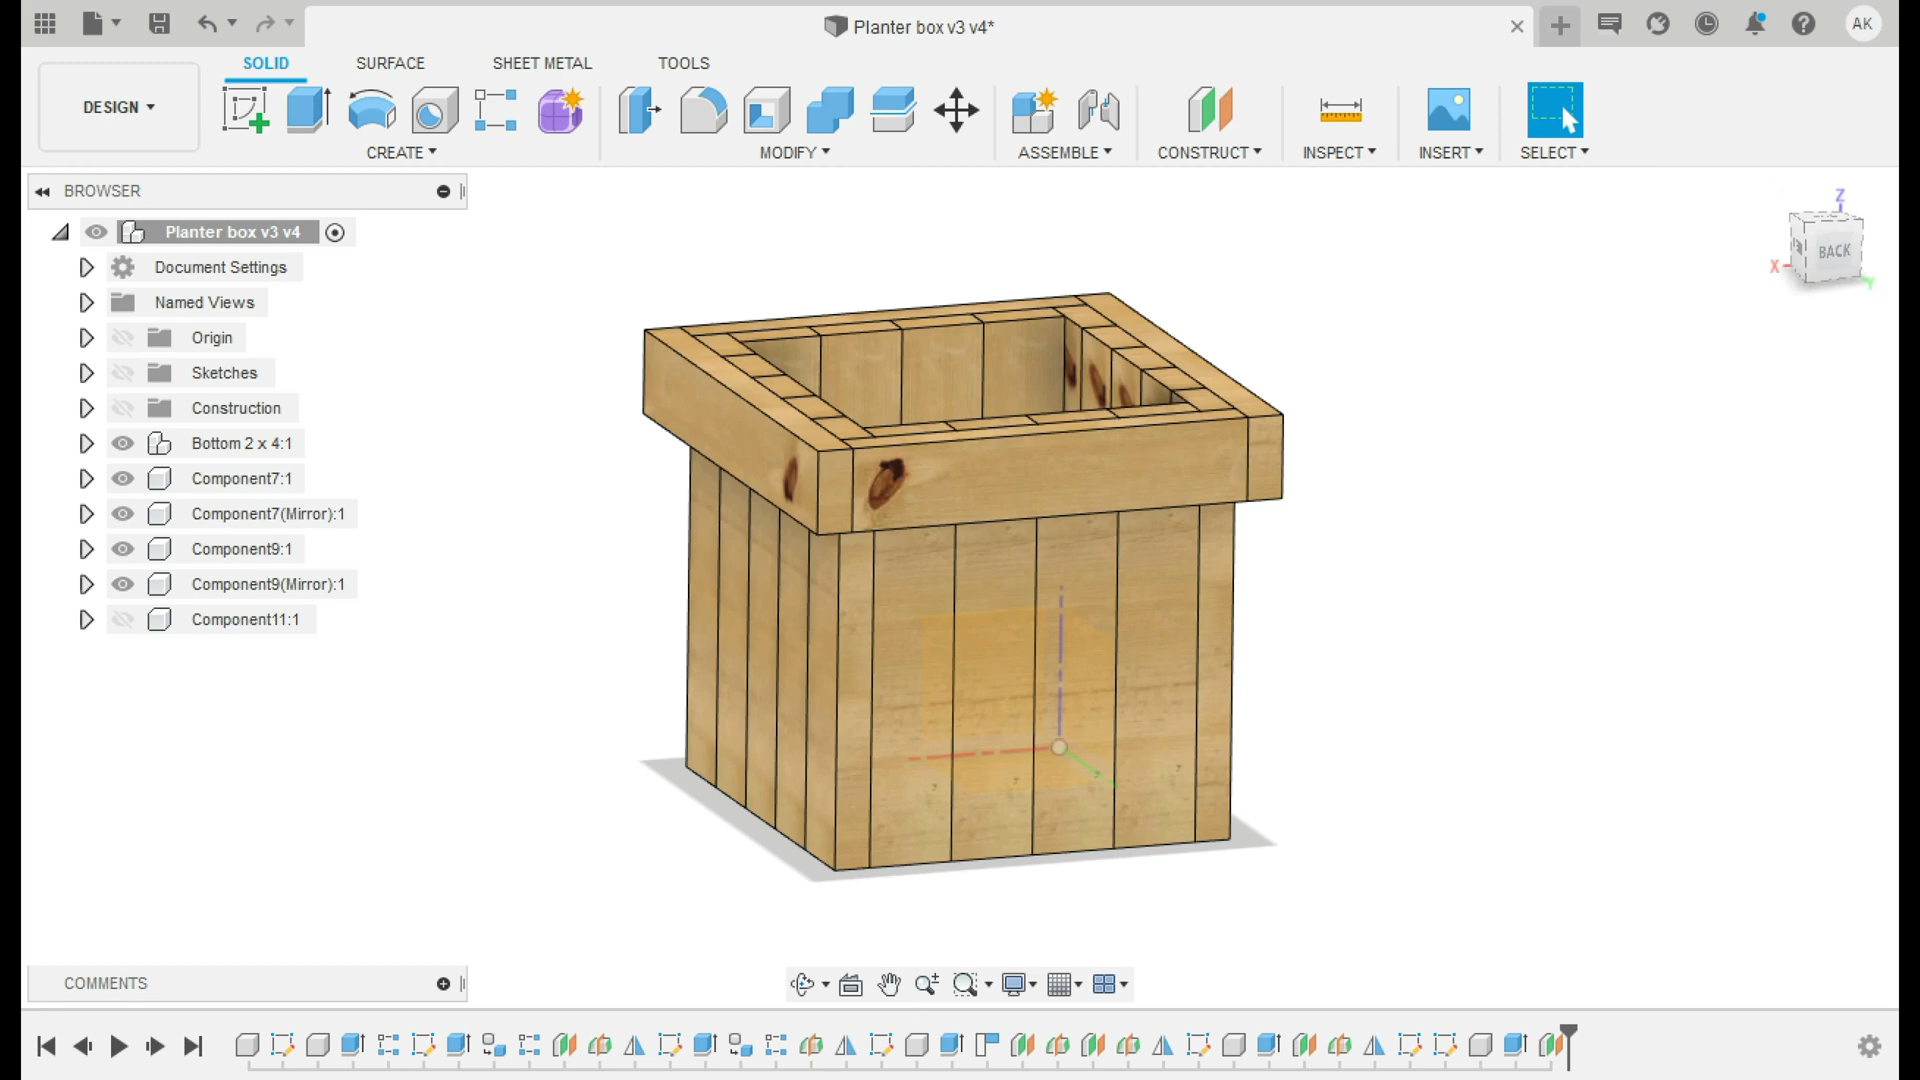 Planter box v3 v4*
AK
DESIGN
SOLID
SURFACE
SHEET METAL
TOOLS
CREATE
MODIFY
ASSEMBLE
CONSTRUCT
INSPECT
INSERT
SELECT
BROWSER
Planter box v3 v4
Document Settings
Named Views
Origin
Sketches
Construction
Bottom 2 x 4:1
Component7:1
Component7(Mirror):1
Component9:1
Component9(Mirror):1
Component11:1
Z
BACK
X
Y
COMMENTS